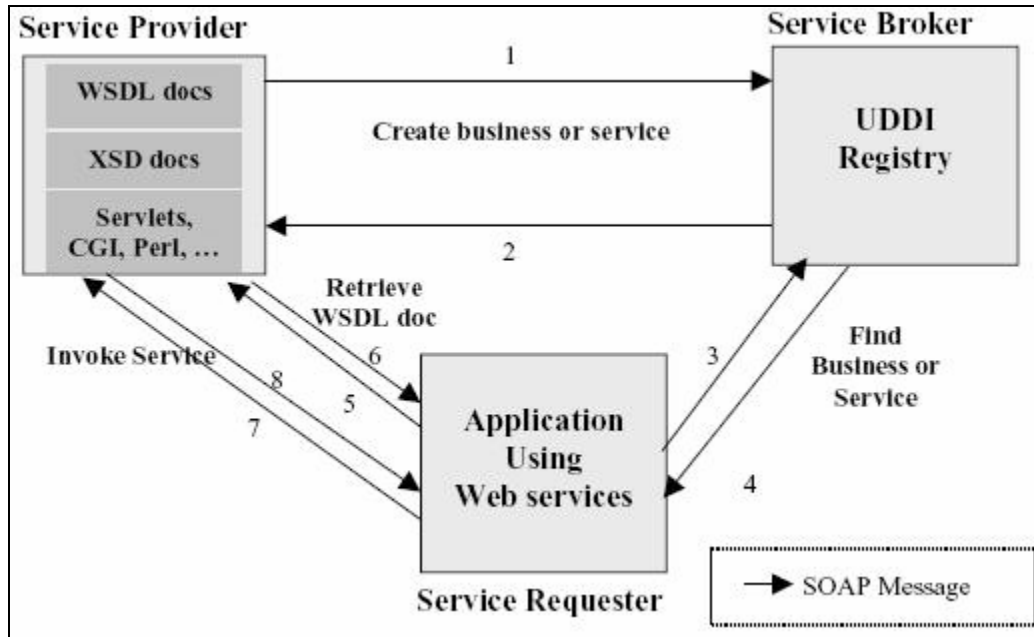 Service Provider
Service Broker
WSDL docs
XSD docs
Servlets,
CGI, Perl, …
1
Create business or service
2
UDDI
Registry
Retrieve
WSDL doc
Invoke Service
6
8
5
7
3
Find
Business or
Service
4
Application
Using
Web services
Service Requester
SOAP Message